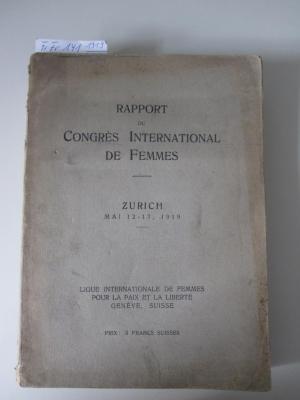 RAPPORT
DU
CONGRÈS INTERNATIONAL
DE FEMMES
ZURICH
MAI 12-17, 1919
LIGUE INTERNATIONALE DE FEMMES
POUR LA PAIX ET LA LIBERTÉ
GENÈVE, SUISSE
PRIX : 5 FRANCS SUISSES